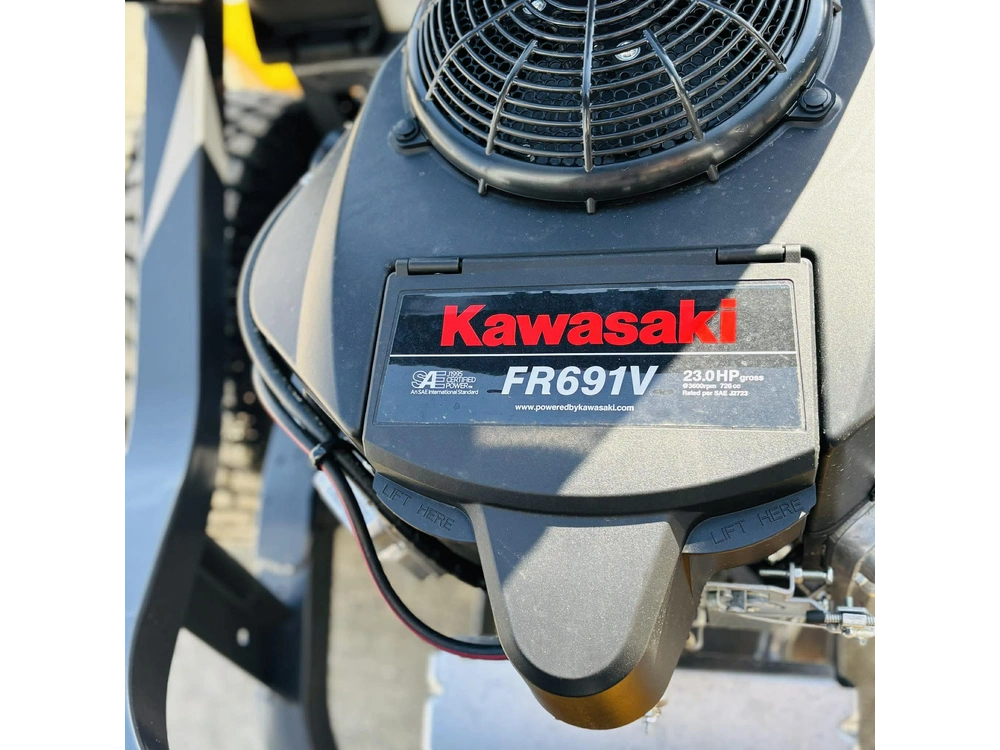 Kawasaki
SAE J1995 CERTIFIED POWER
An SAE International Standard
FR691V
23.0HP gross
@3600rpm 726 cc
Rated per SAE J2723
www.poweredbykawasaki.com
LIFT HERE
LIFT HERE